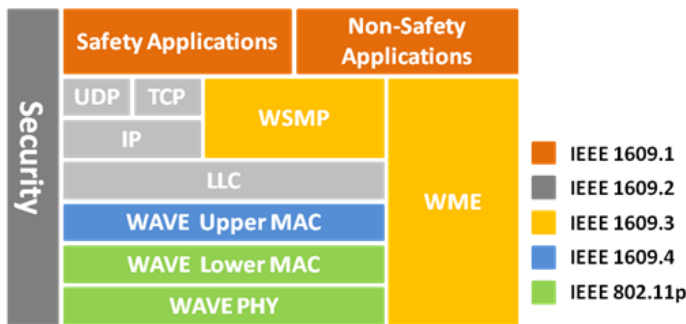 Security
Safety Applications
Non-Safety
Applications
UDP
TCP
WSMP
IP
LLC
WME
WAVE Upper MAC
WAVE Lower MAC
WAVE PHY
IEEE 1609.1
IEEE 1609.2
IEEE 1609.3
IEEE 1609.4
IEEE 802.11p